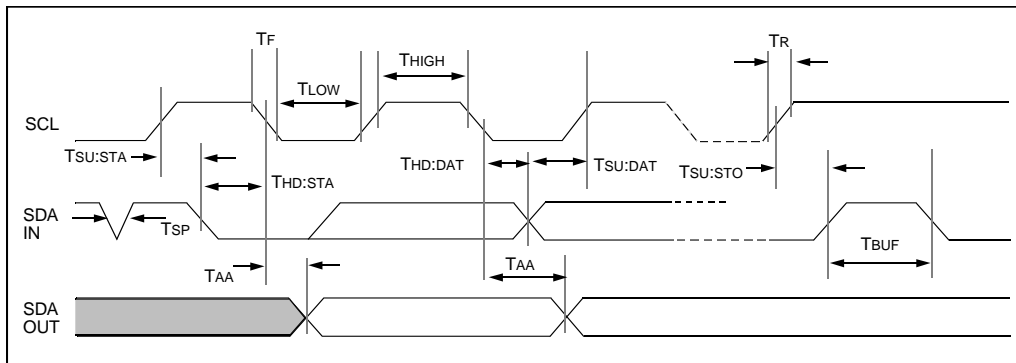 TF
TR
THIGH
TLOW
SCL
TSU:STA
THD:DAT
TSU:DAT
TSU:STO
THD:STA
SDA
IN
TSP
TBUF
TAA
TAA
SDA
OUT